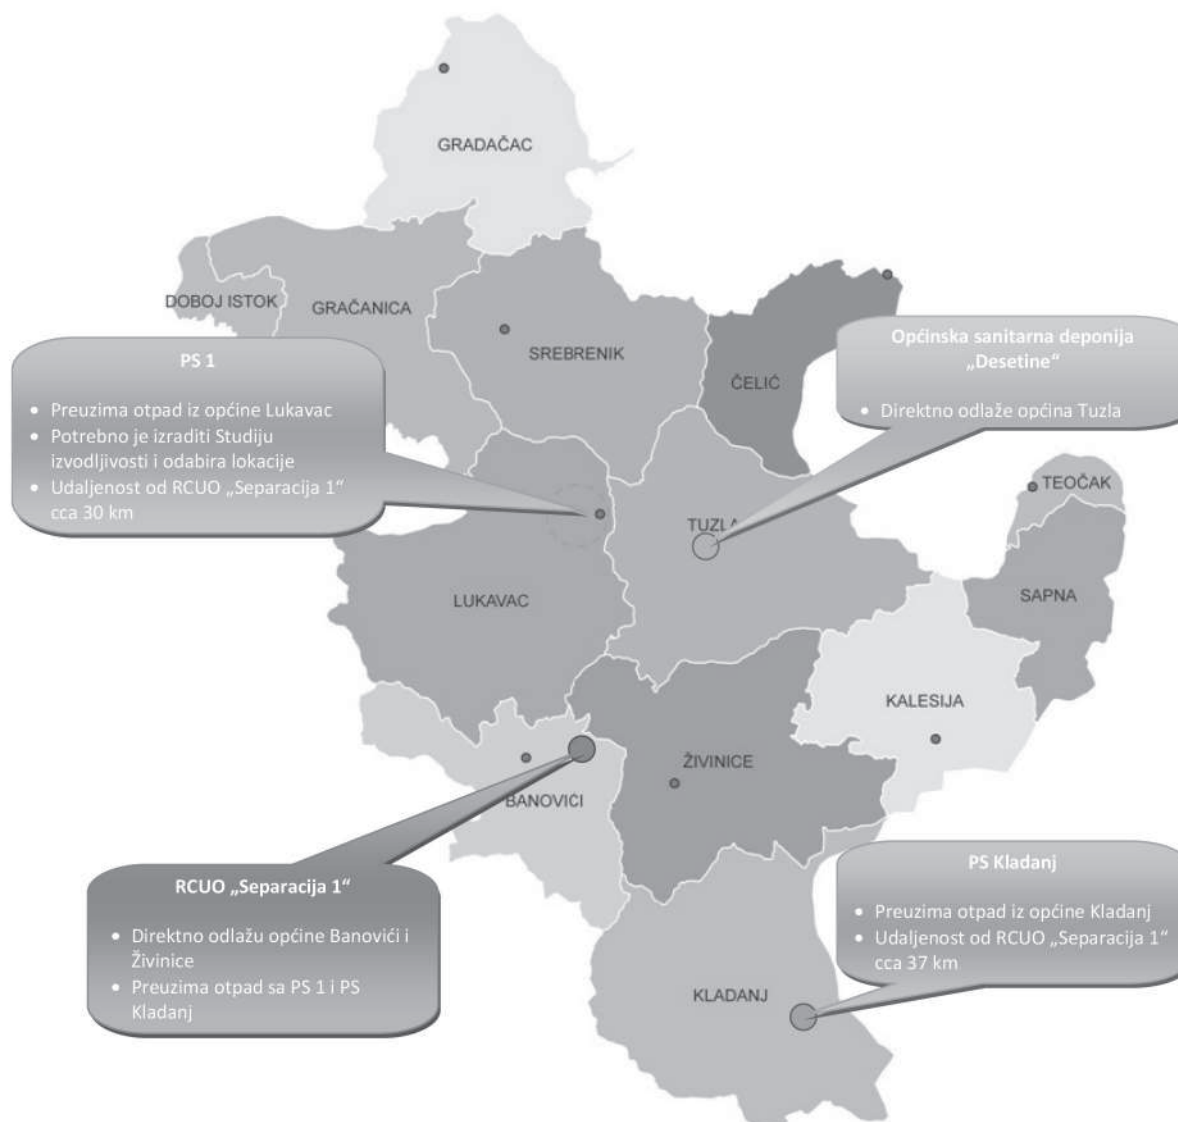 GRADAČAC
DOBOJ ISTOK
GRAČANICA
SREBRENIK
ČELIĆ
PS 1
• Preuzima otpad iz općine Lukavac
• Potrebno je izraditi Studiju
izvodljivosti i odabira lokacije
• Udaljenost od RCUO „Separacija 1“
cca 30 km
Općinska sanitarna deponija
„Desetine“
• Direktno odlaže općina Tuzla
TEOČAK
TUZLA
LUKAVAC
SAPNA
KALESIJA
ŽIVINICE
BANOVIĆI
RCUO „Separacija 1“
• Direktno odlažu općine Banovići i
Živinice
• Preuzima otpad sa PS 1 i PS
Kladanj
PS Kladanj
• Preuzima otpad iz općine Kladanj
• Udaljenost od RCUO „Separacija 1“
cca 37 km
KLADANJ